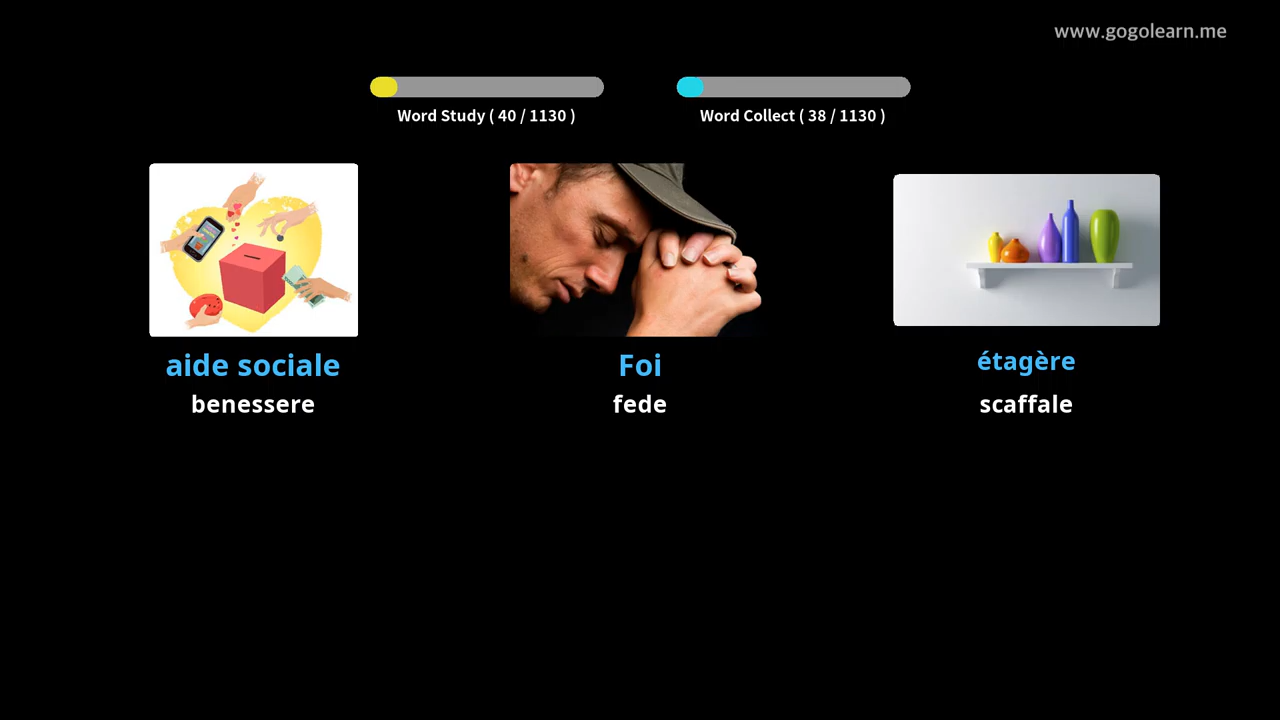 www.gogolearn.me
Word Study ( 40 / 1130 )
Word Collect ( 38 / 1130 )
aide sociale
benessere
Foi
fede
étagère
scaffale